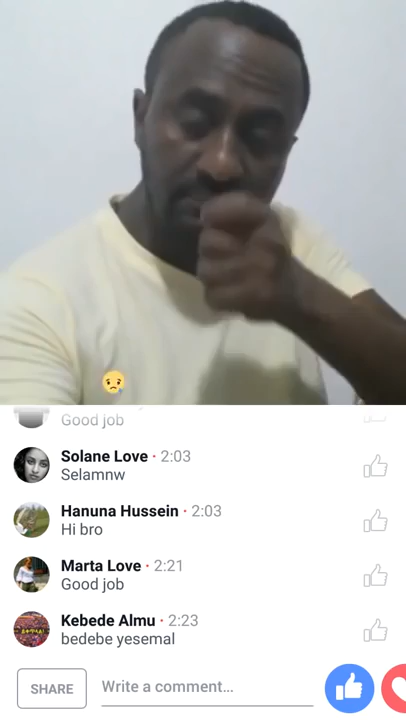 Good job
Solane Love · 2:03
Selamnw
Hanuna Hussein · 2:03
Hi bro
Marta Love · 2:21
Good job
Kebede Almu · 2:23
bedebe yesemal
SHARE
Write a comment...